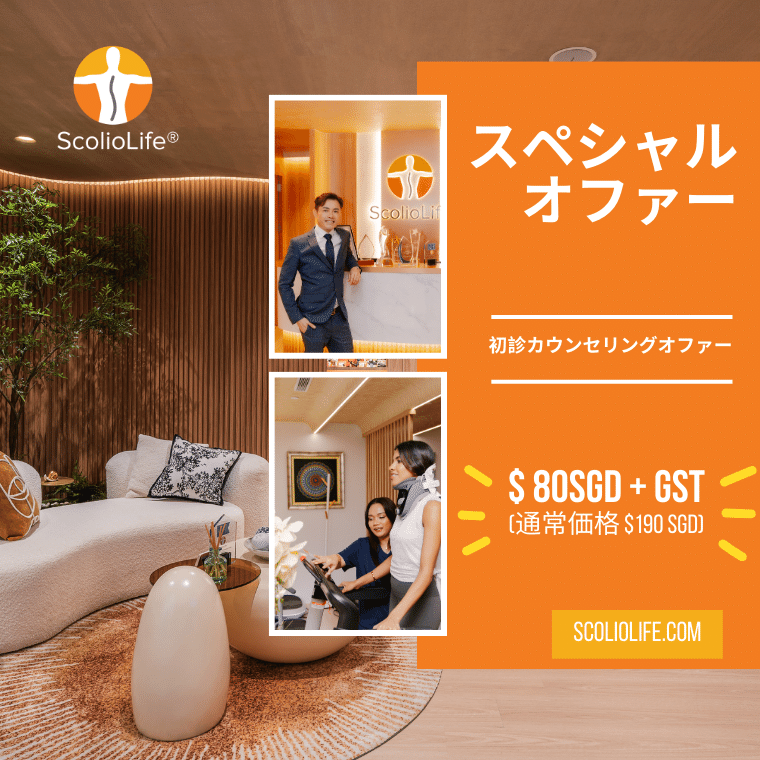 ScolioLife®
スペシャル
オファー
ScolioLif
初診カウンセリングオファー
$ 80SGD + GST
(通常価格 $190 SGD)
SCOLIOLIFE.COM